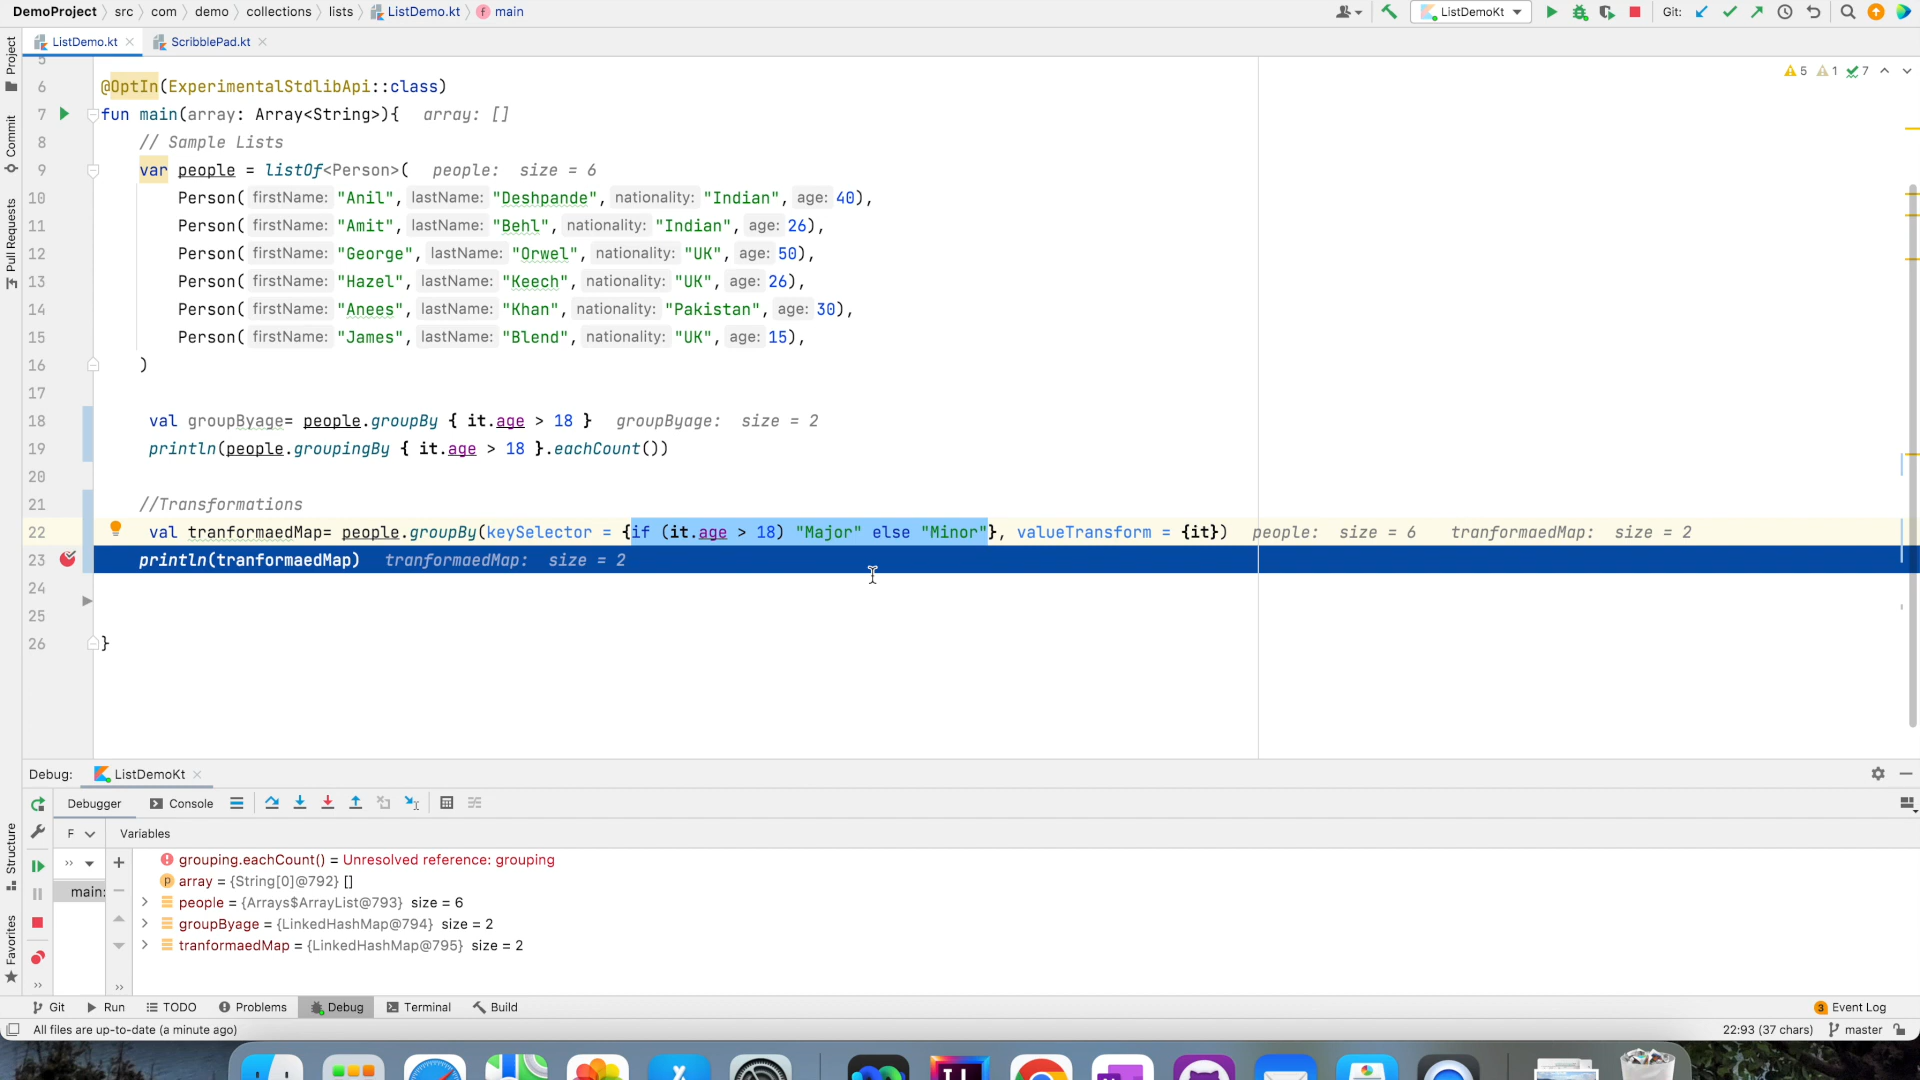 DemoProject src com demo collections lists ListDemo.kt main ListDemoKt Git:
ListDemo.kt ScribblePad.kt
5 1 7
5
6 @OptIn(ExperimentalStdlibApi::class)
7 fun main(array: Array<String>){ array: []
8 // Sample Lists
9 var people = listOf<Person>( people: size = 6
10 Person( firstName: "Anil", lastName: "Deshpande", nationality: "Indian", age: 40),
11 Person( firstName: "Amit", lastName: "Behl", nationality: "Indian", age: 26),
12 Person( firstName: "George", lastName: "Orwel", nationality: "UK", age: 50),
13 Person( firstName: "Hazel", lastName: "Keech", nationality: "UK", age: 26),
14 Person( firstName: "Anees", lastName: "Khan", nationality: "Pakistan", age: 30),
15 Person( firstName: "James", lastName: "Blend", nationality: "UK", age: 15),
16 )
17
18 val groupByage= people.groupBy { it.age > 18 } groupByage: size = 2
19 println(people.groupingBy { it.age > 18 }.eachCount())
20
21 //Transformations
22 val tranformaedMap= people.groupBy(keySelector = {if (it.age > 18) "Major" else "Minor"}, valueTransform = {it}) people: size = 6 tranformaedMap: size = 2
23 println(tranformaedMap) tranformaedMap: size = 2
24
25
26 }
Project
Commit
Pull Requests
Structure
Favorites
Debug: ListDemoKt
Debugger Console
F Variables
grouping.eachCount() = Unresolved reference: grouping
array = {String[0]@792} []
main: people = {Arrays$ArrayList@793} size = 6
groupByage = {LinkedHashMap@794} size = 2
tranformaedMap = {LinkedHashMap@795} size = 2
Git Run TODO Problems Debug Terminal Build 3 Event Log
All files are up-to-date (a minute ago) 22:93 (37 chars) master